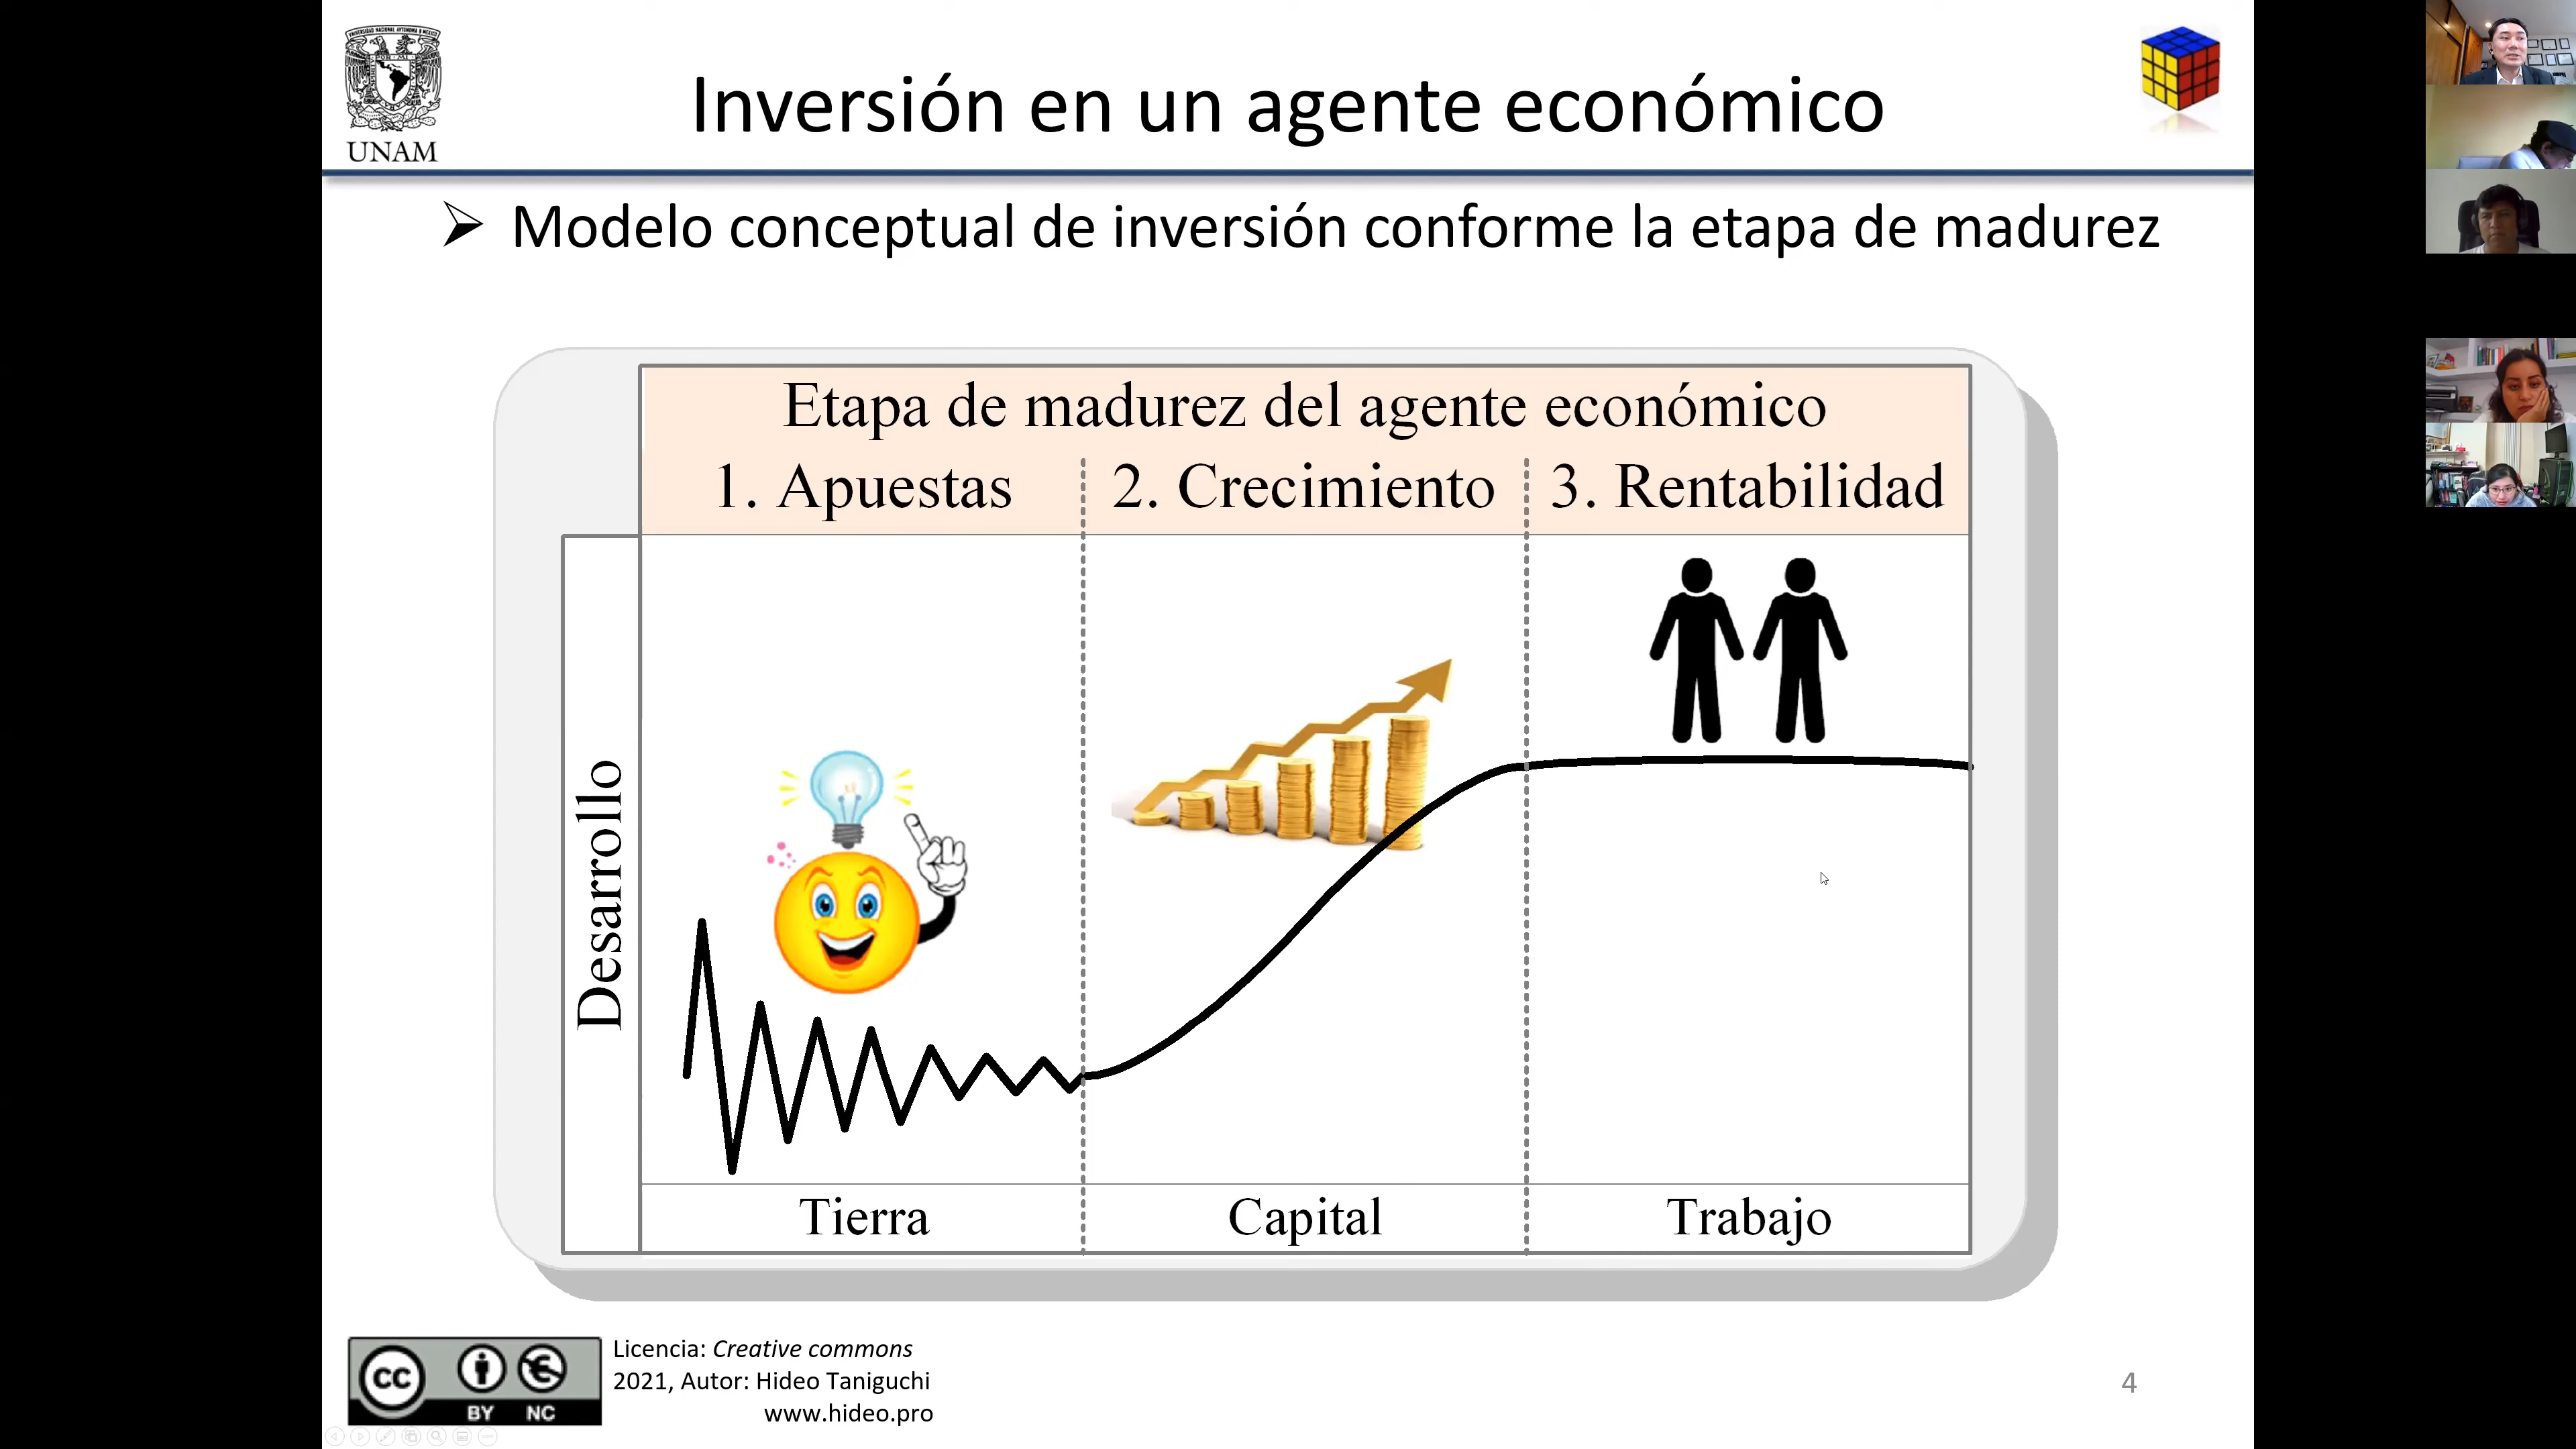 UNAM
Inversión en un agente económico
Modelo conceptual de inversión conforme la etapa de madurez
Etapa de madurez del agente económico
1. Apuestas
2. Crecimiento
3. Rentabilidad
Desarrollo
Tierra
Capital
Trabajo
CC
BY NC
Licencia: Creative commons
2021, Autor: Hideo Taniguchi
www.hideo.pro
4